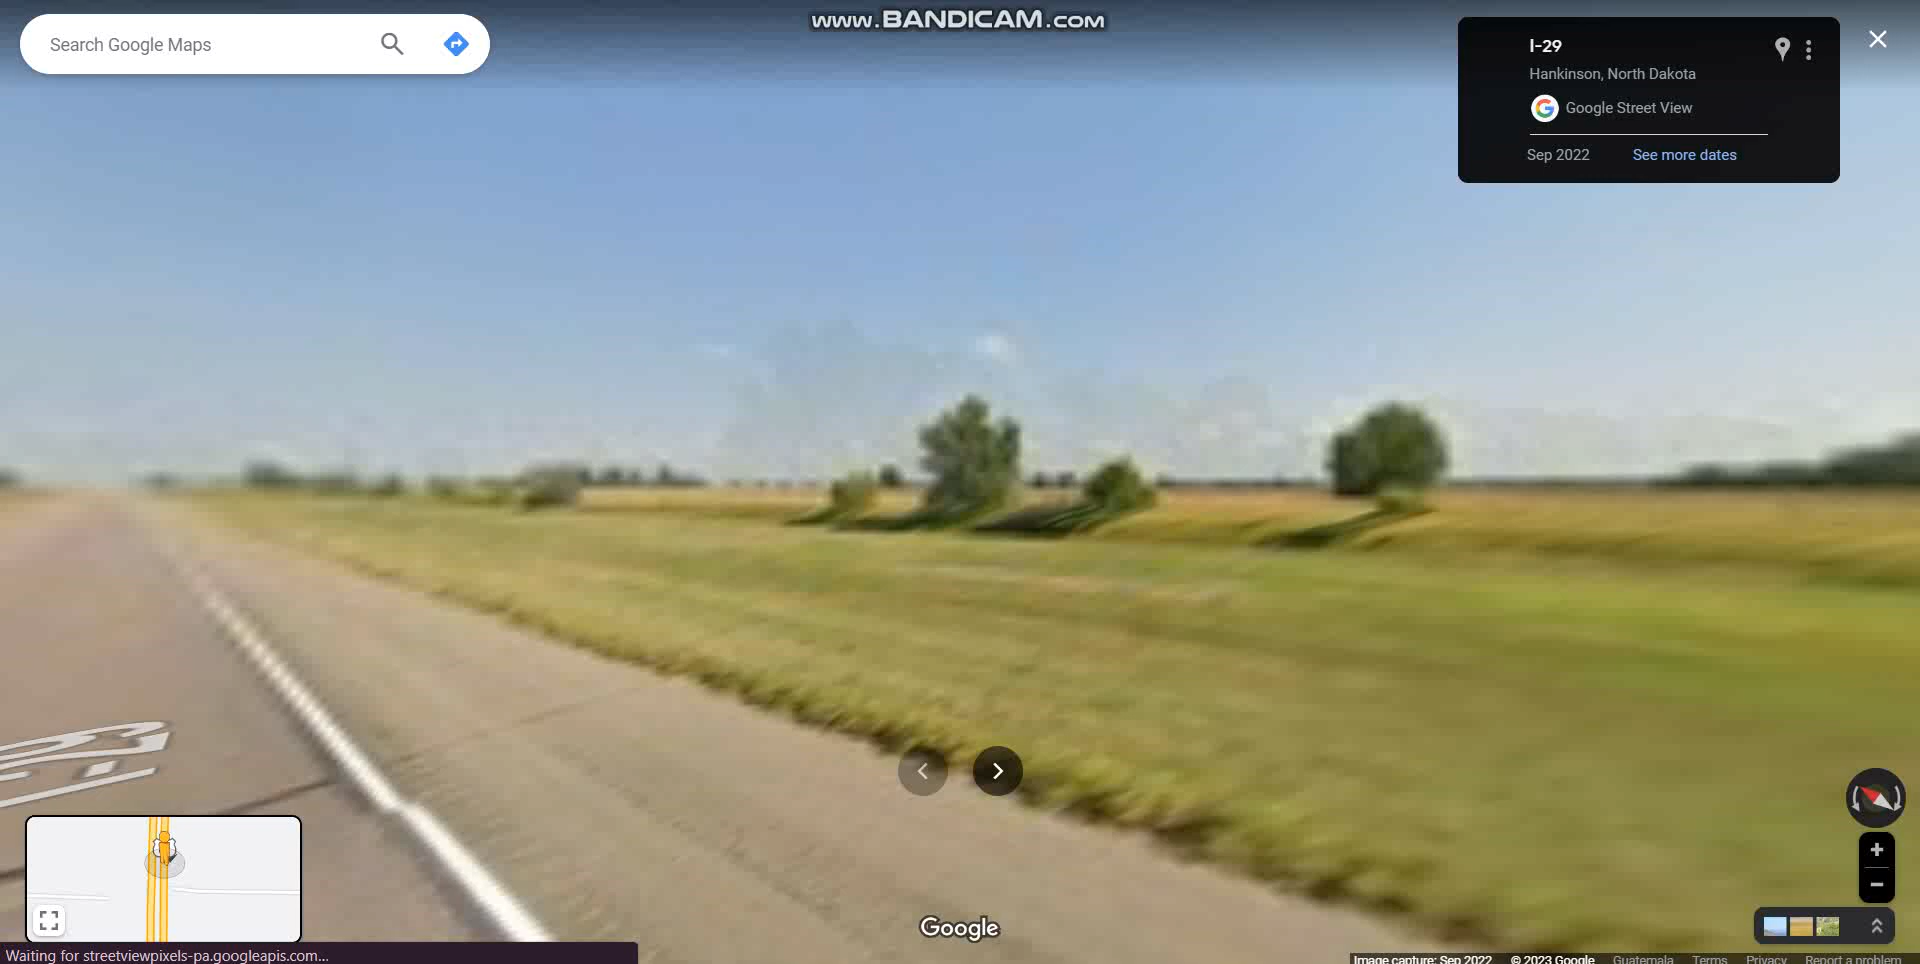 www.BANDICAM.com
Search Google Maps
I-29
Hankinson, North Dakota
Google Street View
Sep 2022
See more dates
Google
Waiting for streetviewpixels-pa.googleapis.com...
Image capture: Sep 2022 © 2023 Google Guatemala Terms Privacy Report a problem